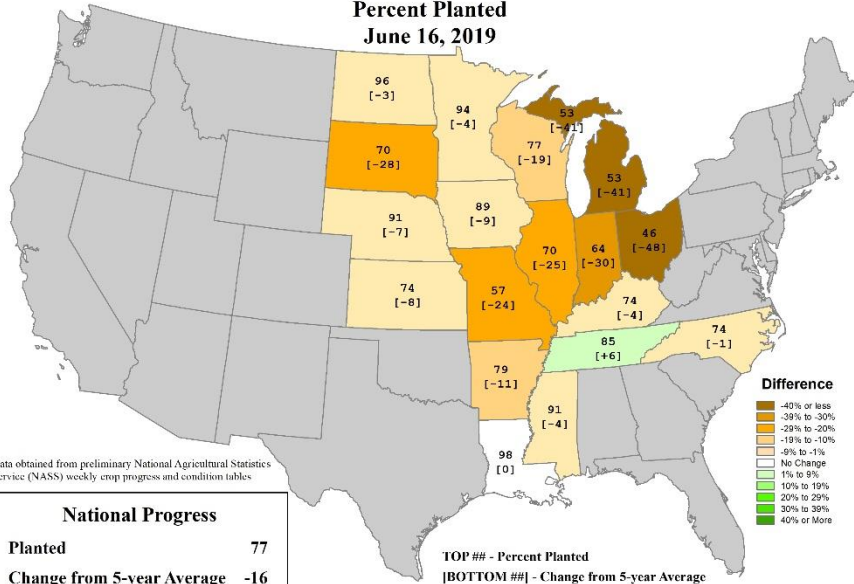 Percent Planted
June 16, 2019
96
[-3]
94
[-4]
53
[-41]
70
[-28]
77
[-19]
53
[-41]
91
[-7]
89
[-9]
70
[-25]
64
[-30]
46
[-48]
74
[-8]
57
[-24]
74
[-4]
85
[+6]
74
[-1]
79
[-11]
91
[-4]
98
[0]
Difference
-40% or less
-39% to -30%
-29% to -20%
-19% to -10%
-9% to -1%
No Change
1% to 9%
10% to 19%
20% to 29%
30% to 39%
40% or More
ata obtained from preliminary National Agricultural Statistics
ervice (NASS) weekly crop progress and condition tables
National Progress
Planted 77
Change from 5-year Average -16
TOP ## - Percent Planted
[BOTTOM ##] - Change from 5-year Average